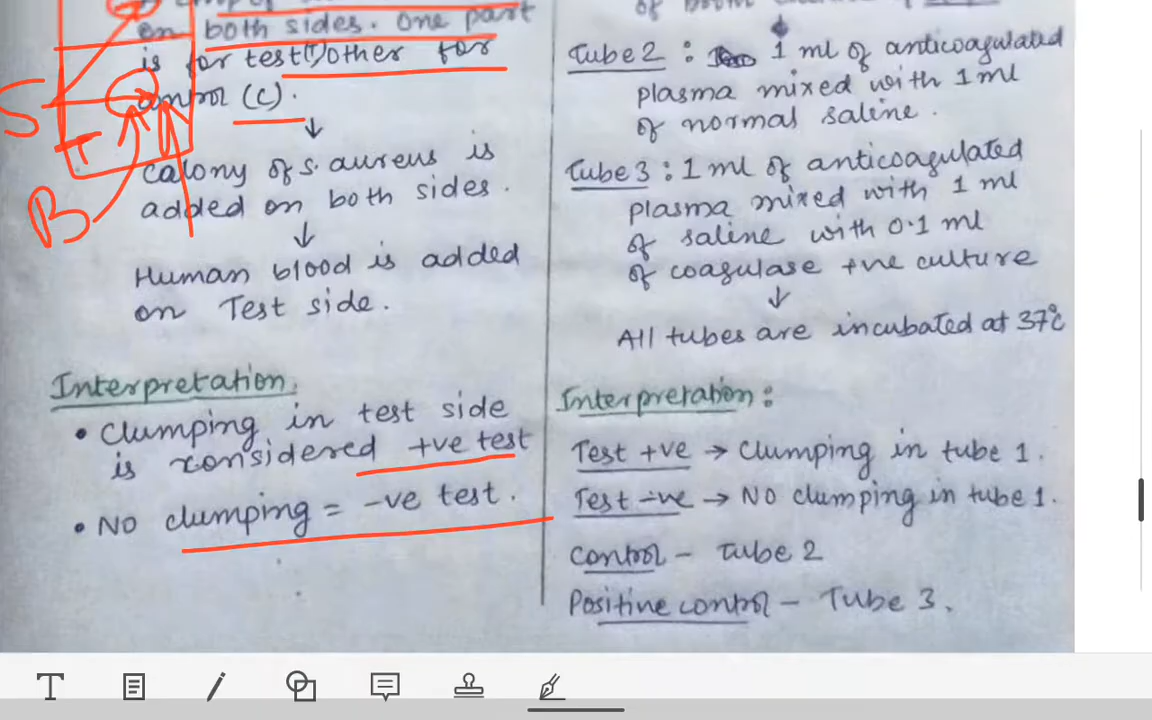 on both sides. One part
is for test(T)/other for
control (C).
Calony of S. aureus is
added on both sides.
Human blood is added
on Test side.
Interpretation:
• Clumping in test side
is considered +ve test
• No clumping = -ve test.
Tube 2 : 1 ml of anticoagulated
plasma mixed with 1 ml
of normal saline.
Tube 3 : 1 ml of anticoagulated
plasma mixed with 1 ml
of saline with 0.1 ml
of coagulase +ve culture
All tubes are incubated at 37°C
Interpretation:
Test +ve → Clumping in tube 1.
Test -ve → No clumping in tube 1.
Control - Tube 2
Positive control - Tube 3.
S
T
B